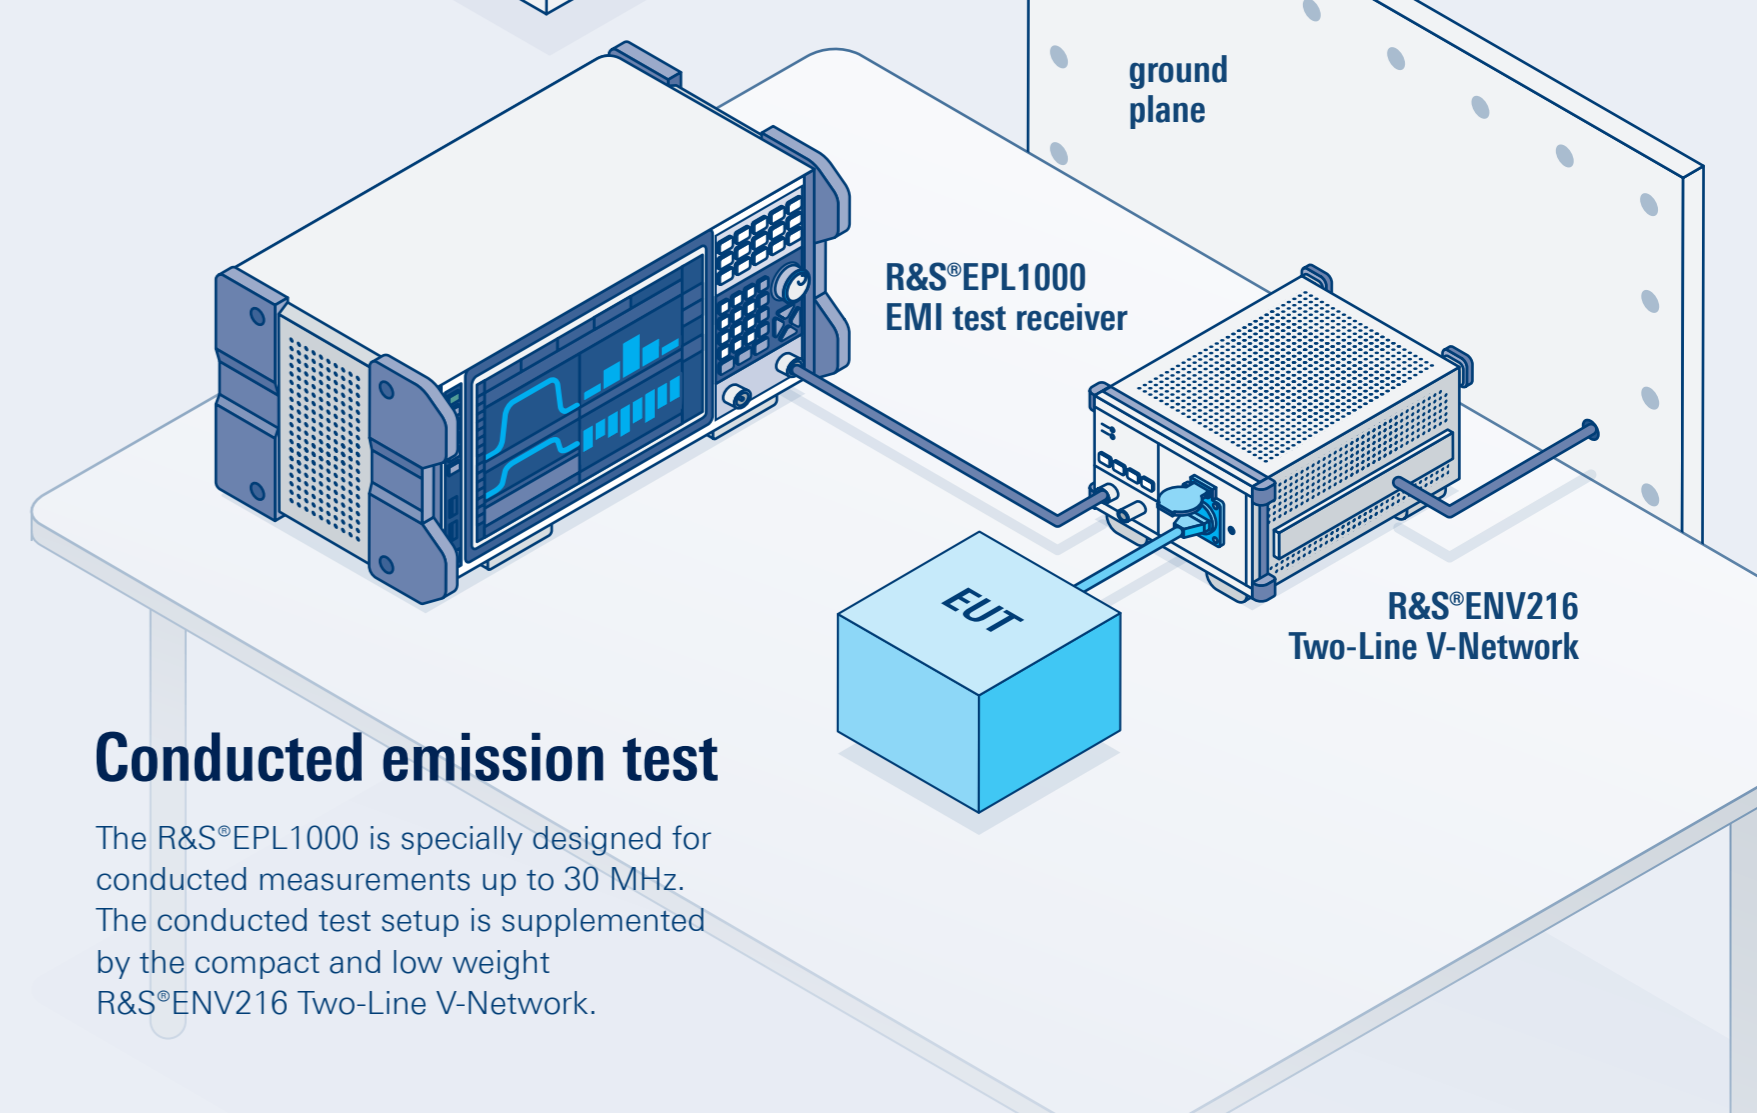 ground
plane
R&S®EPL1000
EMI test receiver
EUT
R&S®ENV216
Two-Line V-Network
Conducted emission test
The R&S®EPL1000 is specially designed for
conducted measurements up to 30 MHz.
The conducted test setup is supplemented
by the compact and low weight
R&S®ENV216 Two-Line V-Network.